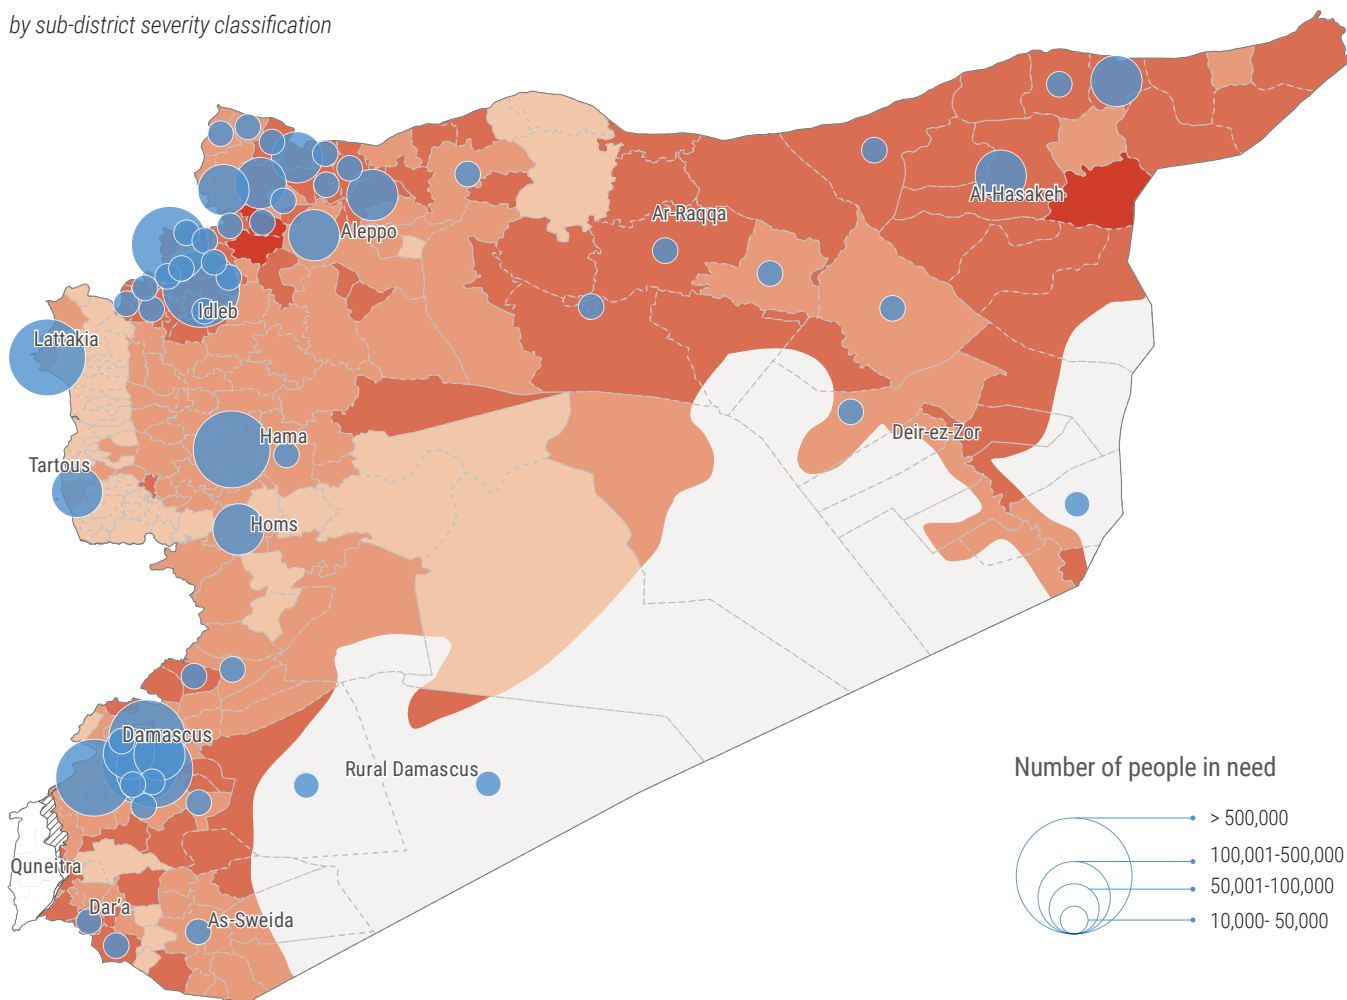 by sub-district severity classification
Al-Hasakeh
Ar-Raqqa
Aleppo
Idleb
Lattakia
Hama
Deir-ez-Zor
Tartous
Homs
Damascus
Rural Damascus
Quneitra
Dar'a
As-Sweida
Number of people in need
> 500,000
100,001-500,000
50,001-100,000
10,000- 50,000